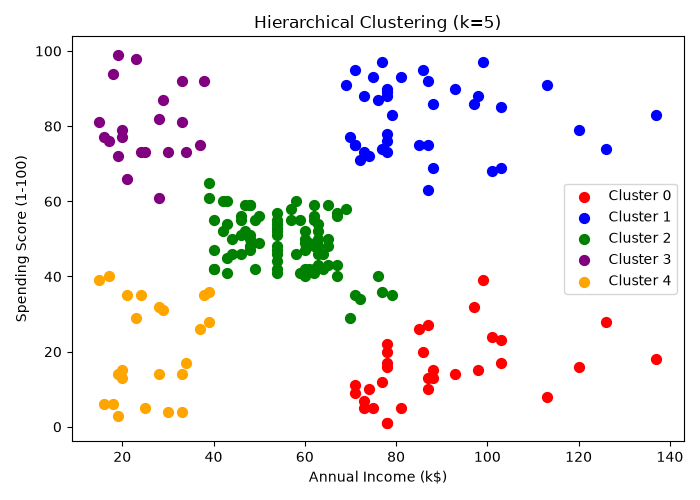 Hierarchical Clustering (k=5)
Spending Score (1-100)
100
80
60
40
20
0
Cluster 0
Cluster 1
Cluster 2
Cluster 3
Cluster 4
20 40 60 80 100 120 140
Annual Income (k$)